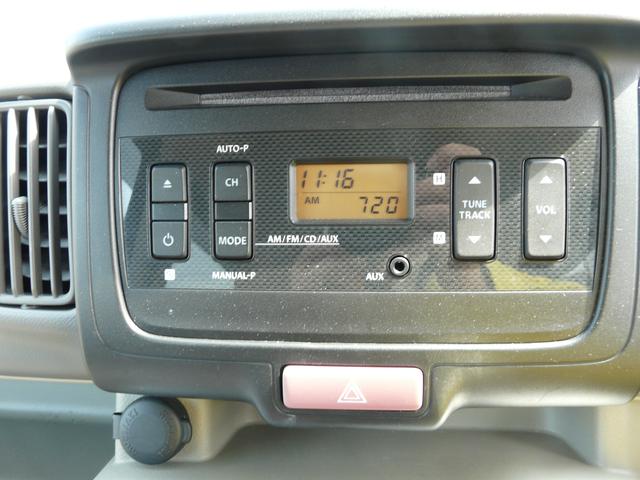 AUTO-P
CH
11:16
AM 720
H
TUNE
TRACK
VOL
MODE
AM/FM/CD/AUX
M
MANUAL-P
AUX